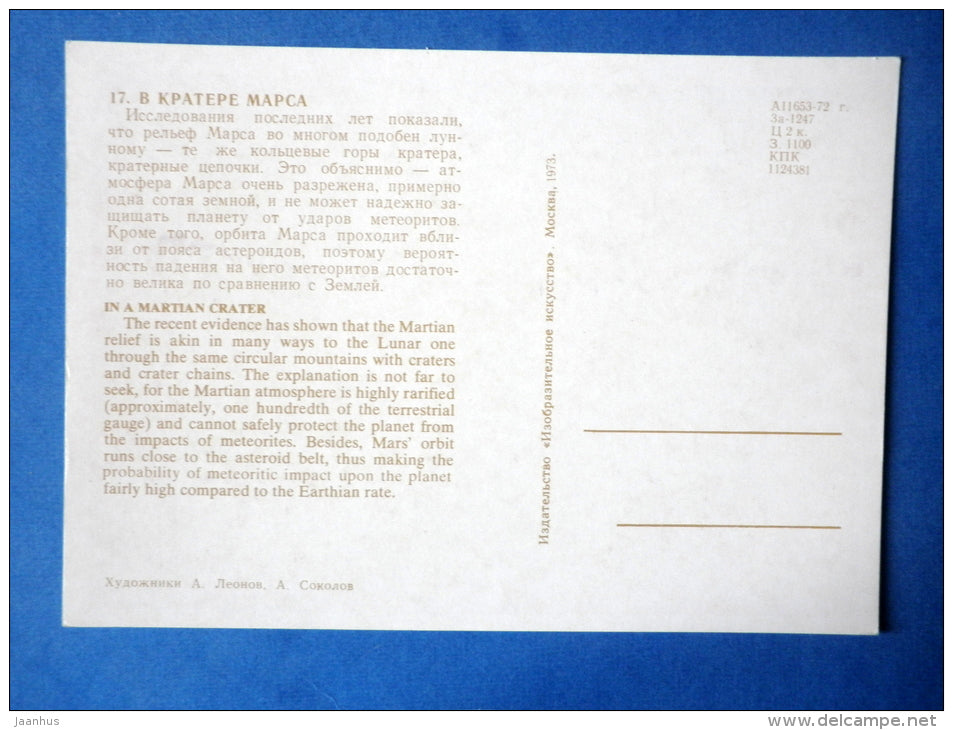 17. В КРАТЕРЕ МАРСА
Исследования последних лет показали,
что рельеф Марса во многом подобен лун-
ному — те же кольцевые горы кратера,
кратерные цепочки. Это объяснимо — ат-
мосфера Марса очень разрежена, примерно
одна сотая земной, и не может надежно за-
щищать планету от ударов метеоритов.
Кроме того, орбита Марса проходит вбли-
зи от пояса астероидов, поэтому вероят-
ность падения на него метеоритов достаточ-
но велика по сравнению с Землей.
IN A MARTIAN CRATER
The recent evidence has shown that the Martian
relief is akin in many ways to the Lunar one
through the same circular mountains with craters
and crater chains. The explanation is not far to
seek, for the Martian atmosphere is highly rarified
(approximately, one hundredth of the terrestrial
gauge) and cannot safely protect the planet from
the impacts of meteorites. Besides, Mars' orbit
runs close to the asteroid belt, thus making the
probability of meteoritic impact upon the planet
fairly high compared to the Earthian rate.
Художники А. Леонов, А. Соколов
Издательство «Изобразительное искусство». Москва, 1973.
А11653-72 г.
За-1247
Ц 2 к.
З. 1100
КПК
1124381
Jaanhus
www.delcampe.net